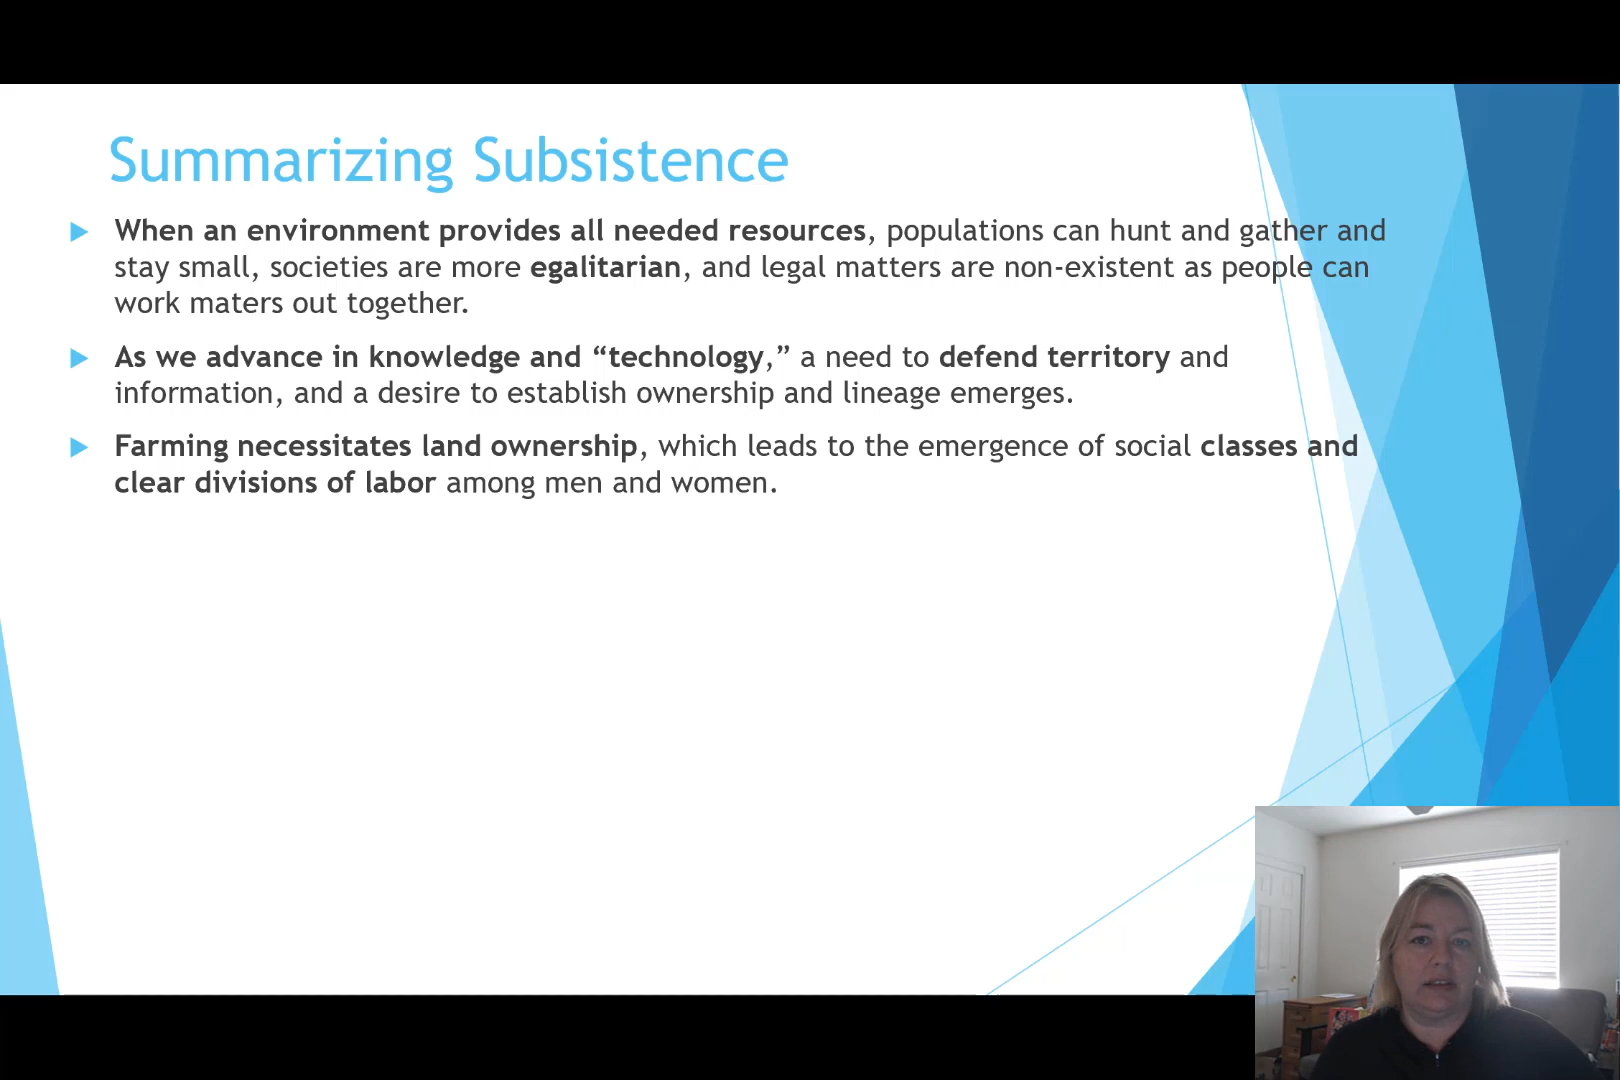 Summarizing Subsistence
When an environment provides all needed resources, populations can hunt and gather and
stay small, societies are more egalitarian, and legal matters are non-existent as people can
work maters out together.
As we advance in knowledge and “technology,” a need to defend territory and
information, and a desire to establish ownership and lineage emerges.
Farming necessitates land ownership, which leads to the emergence of social classes and
clear divisions of labor among men and women.